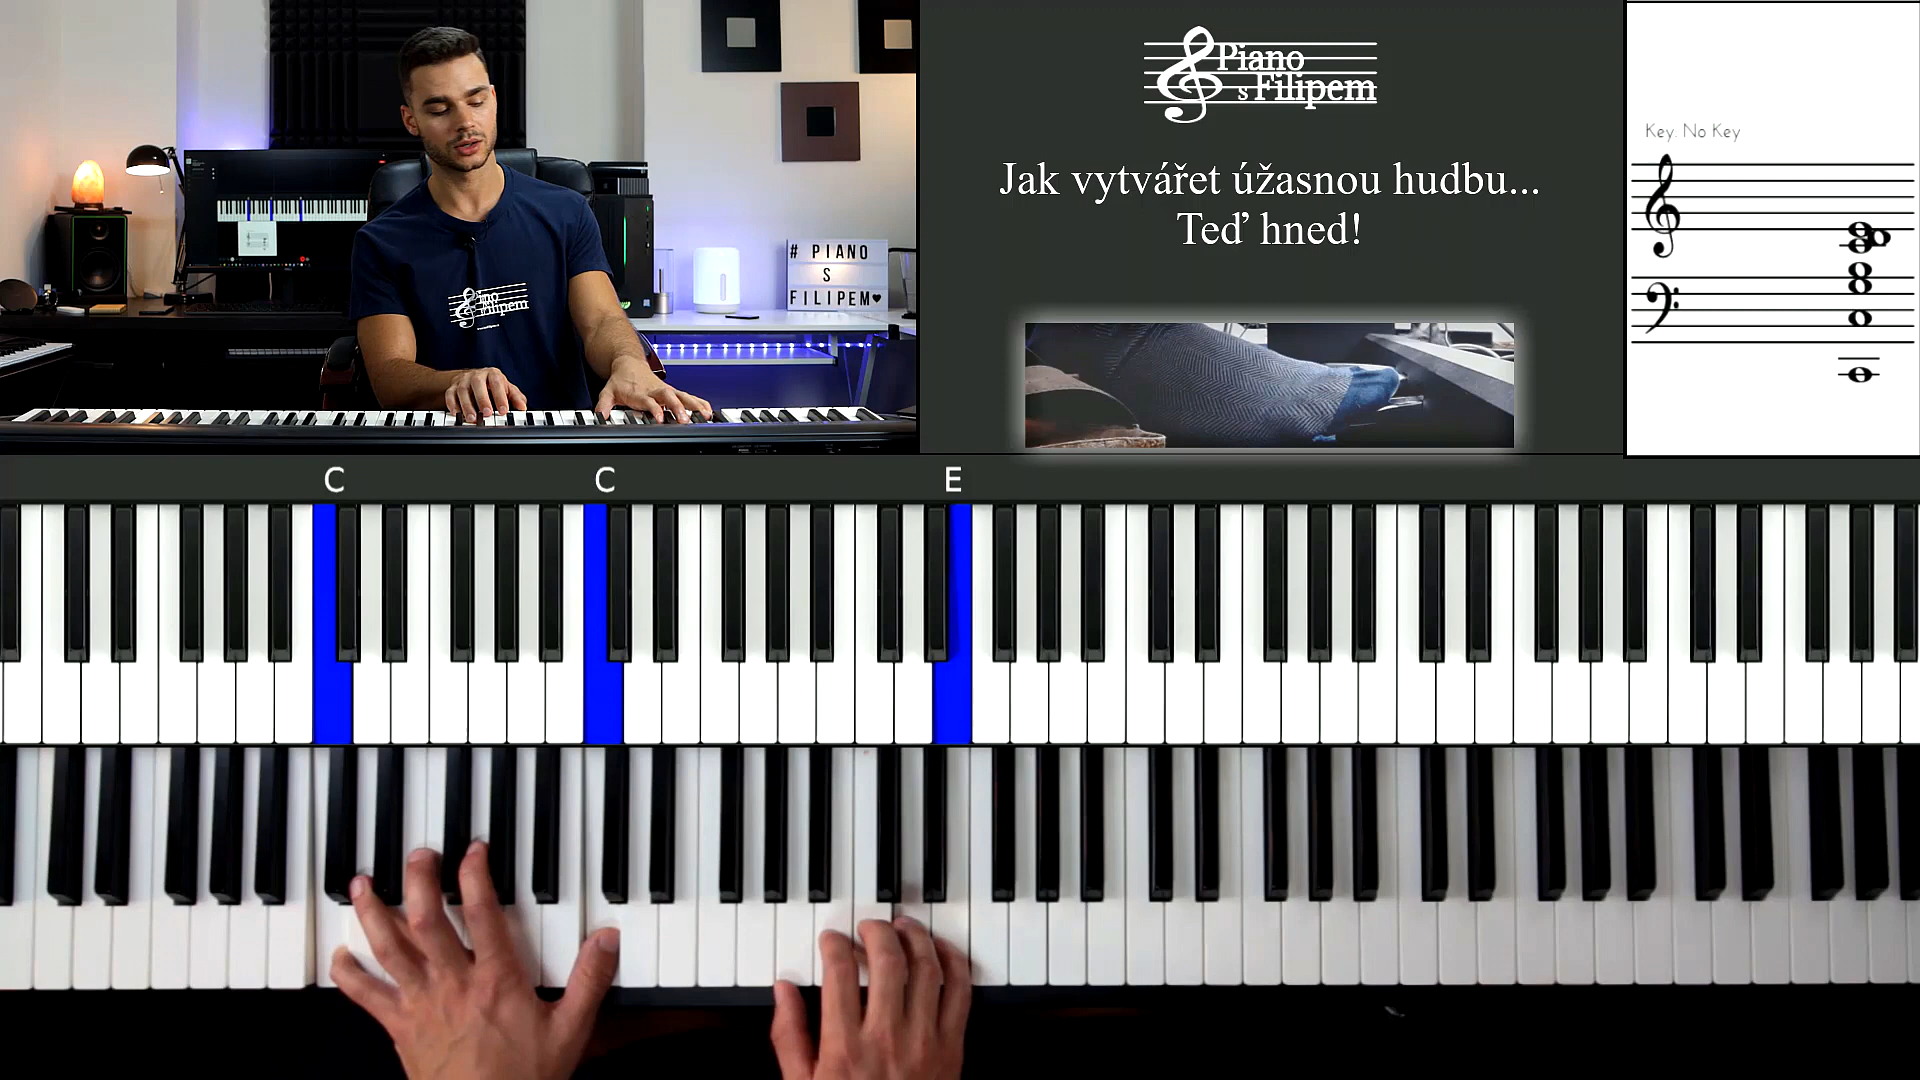 Piano
s Filipem
Jak vytvářet úžasnou hudbu...
Teď hned!
Key: No Key
# PIANO
S
FILIPEM♥
C C E